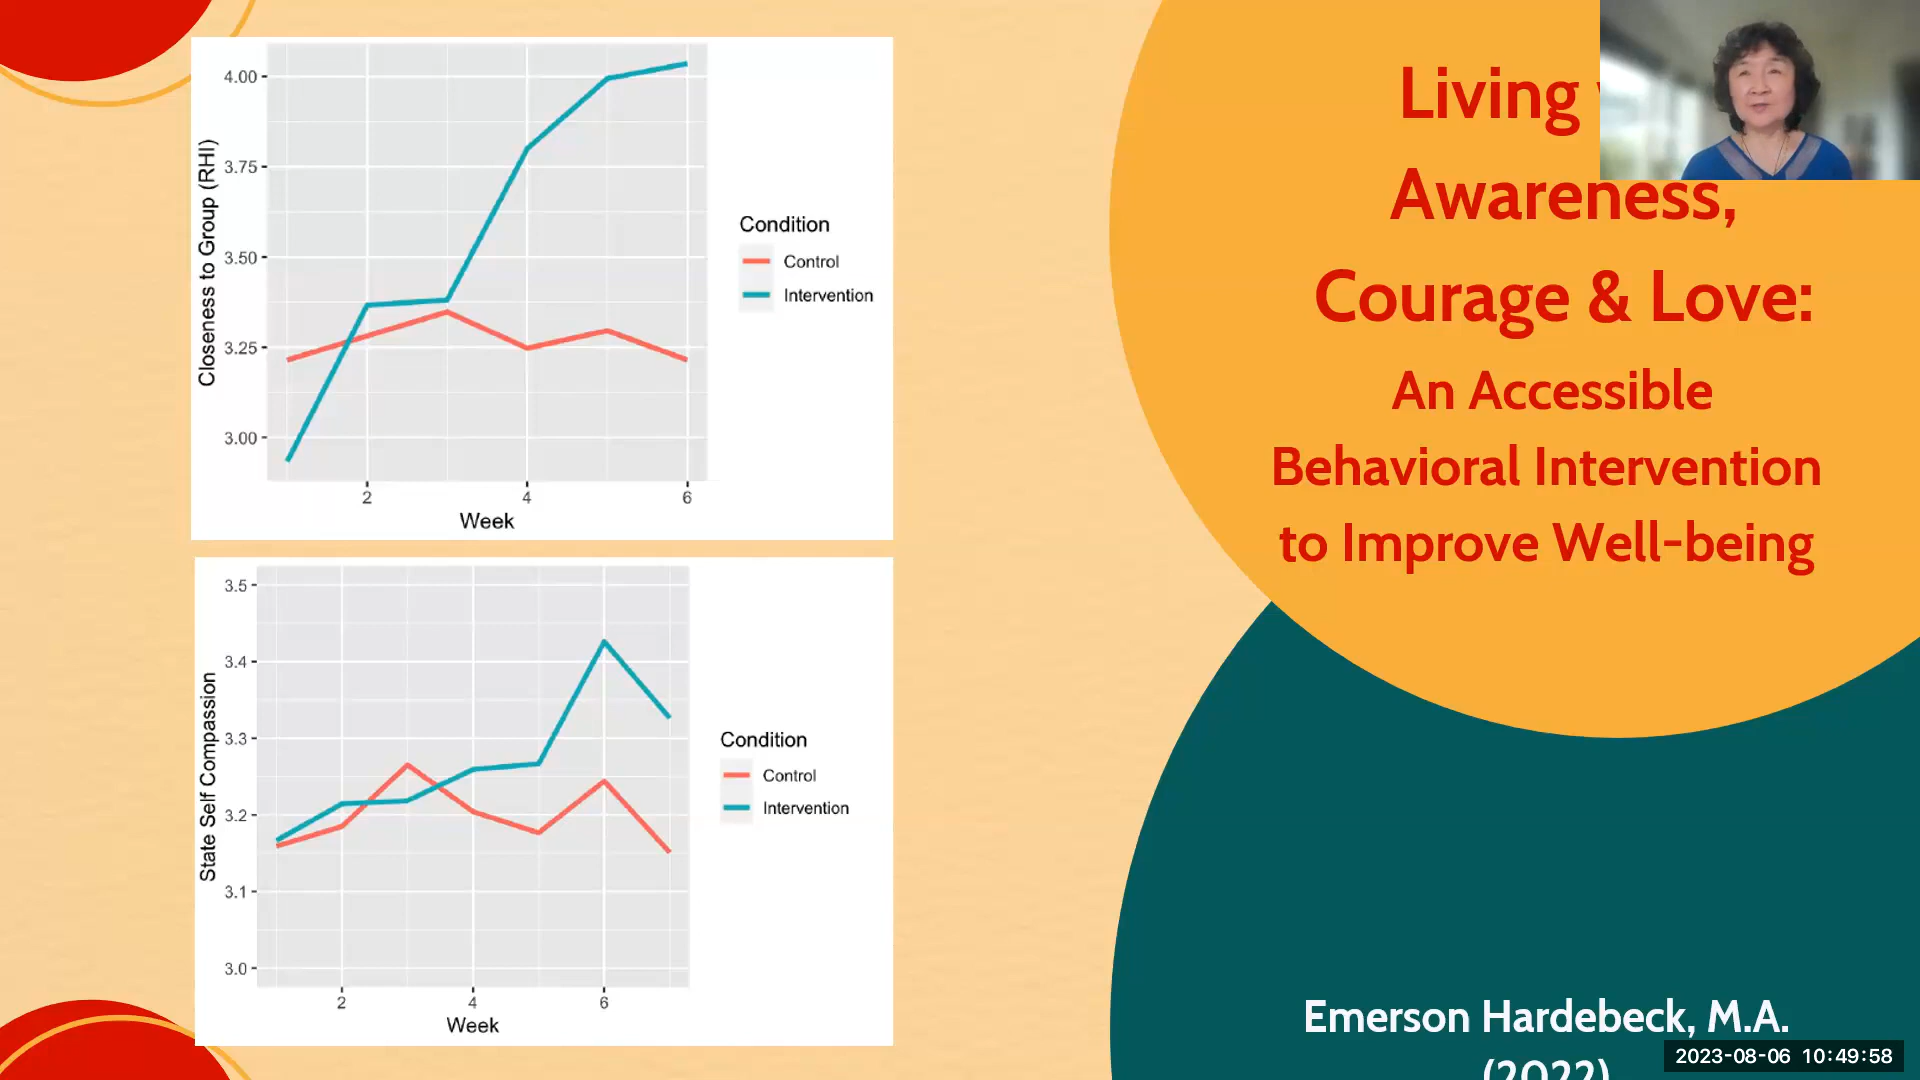 4.00
3.75
3.50
3.25
3.00
Closeness to Group (RHI)
2 4 6
Week
Condition
Control
Intervention
3.5
3.4
3.3
3.2
3.1
3.0
State Self Compassion
2 4 6
Week
Condition
Control
Intervention
Living
Awareness,
Courage & Love:
An Accessible
Behavioral Intervention
to Improve Well-being
Emerson Hardebeck, M.A.
(2022)
2023-08-06 10:49:58